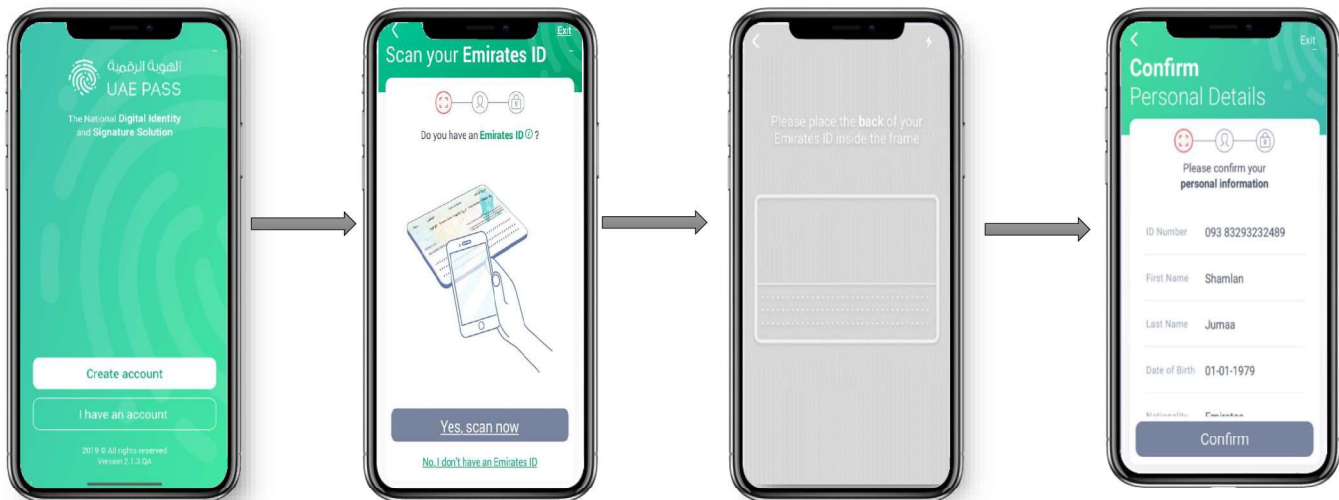 الهوية الرقمية
UAE PASS
The National Digital Identity
and Signature Solution
Create account
I have an account
2019 © All rights reserved
Version 2.1.3 QA
Exit
Scan your Emirates ID
Do you have an Emirates ID ?
Yes, scan now
No, I don't have an Emirates ID
Please place the back of your
Emirates ID inside the frame
Exit
Confirm
Personal Details
Please confirm your
personal information
ID Number 093 83293232489
First Name Shamlan
Last Name Jumaa
Date of Birth 01-01-1979
Confirm